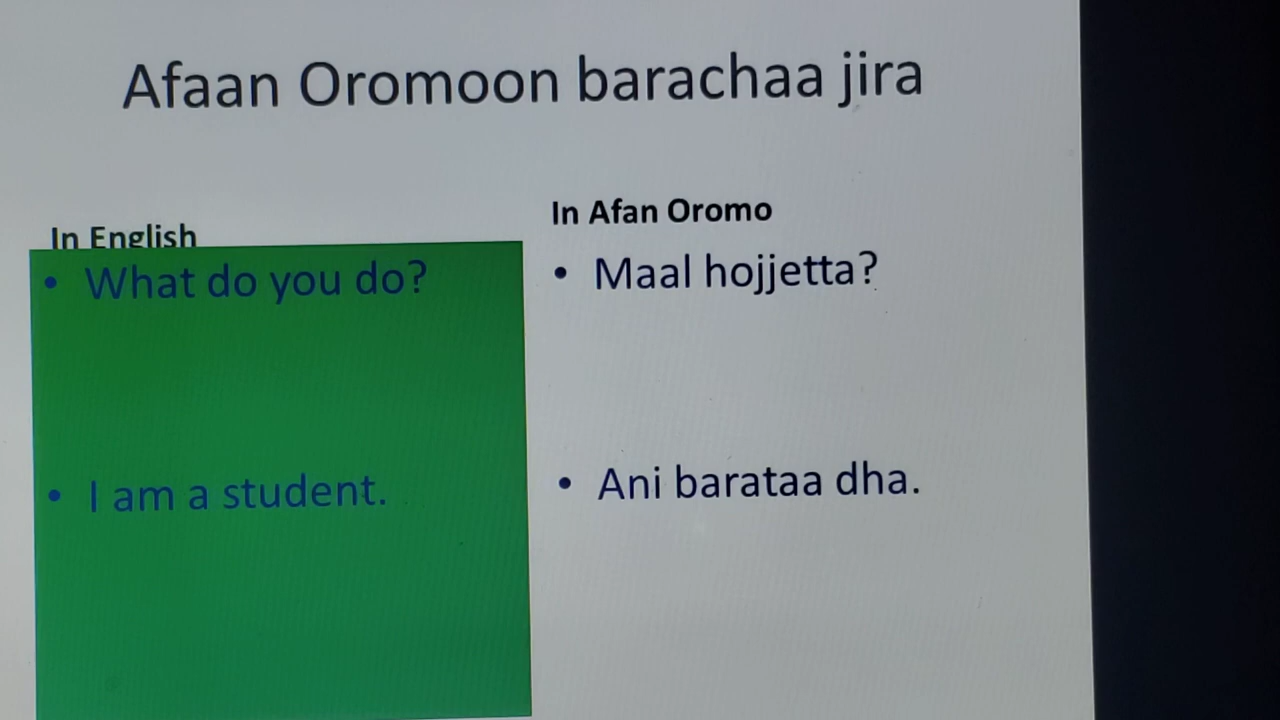 Afaan Oromoon barachaa jira
In English
• What do you do?
• I am a student.
In Afan Oromo
• Maal hojjetta?
• Ani barataa dha.